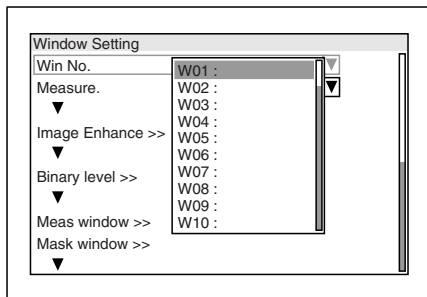 Window Setting
Win No.
Measure.
Image Enhance >>
Binary level >>
Meas window >>
Mask window >>
W01 :
W02 :
W03 :
W04 :
W05 :
W06 :
W07 :
W08 :
W09 :
W10 :